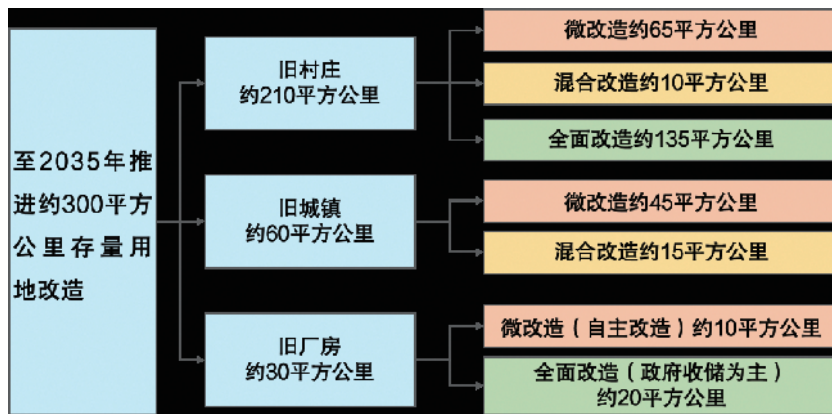 至2035年推
进约300平方
公里存量用
地改造
旧村庄
约210平方公里
微改造约65平方公里
混合改造约10平方公里
全面改造约135平方公里
旧城镇
约60平方公里
微改造约45平方公里
混合改造约15平方公里
旧厂房
约30平方公里
微改造（自主改造）约10平方公里
全面改造（政府收储为主）
约20平方公里